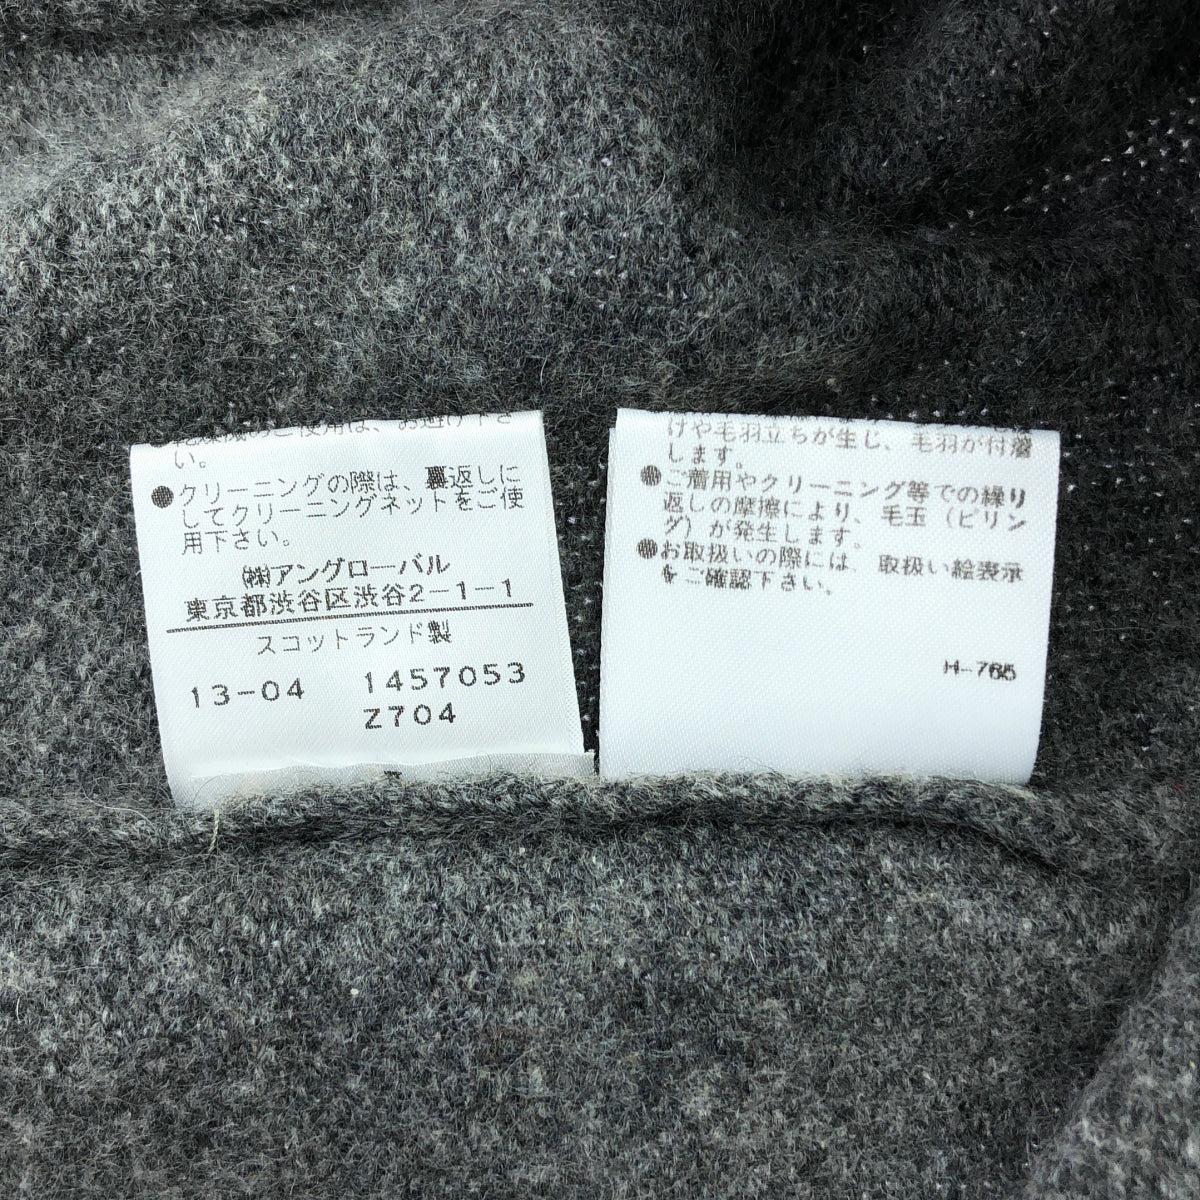 い。
●クリーニングの際は、裏返しに
してクリーニングネットをご使
用下さい。
㈱アングローバル
東京都渋谷区渋谷2-1-1
スコットランド製
13-04 1457053
Z704
けや毛羽立ちが生じ、毛羽が付着
します。
●ご着用やクリーニング等での繰り
返しの摩擦により、毛玉（ピリン
グ）が発生します。
●お取扱いの際には、取扱い絵表示
をご確認下さい。
H-765